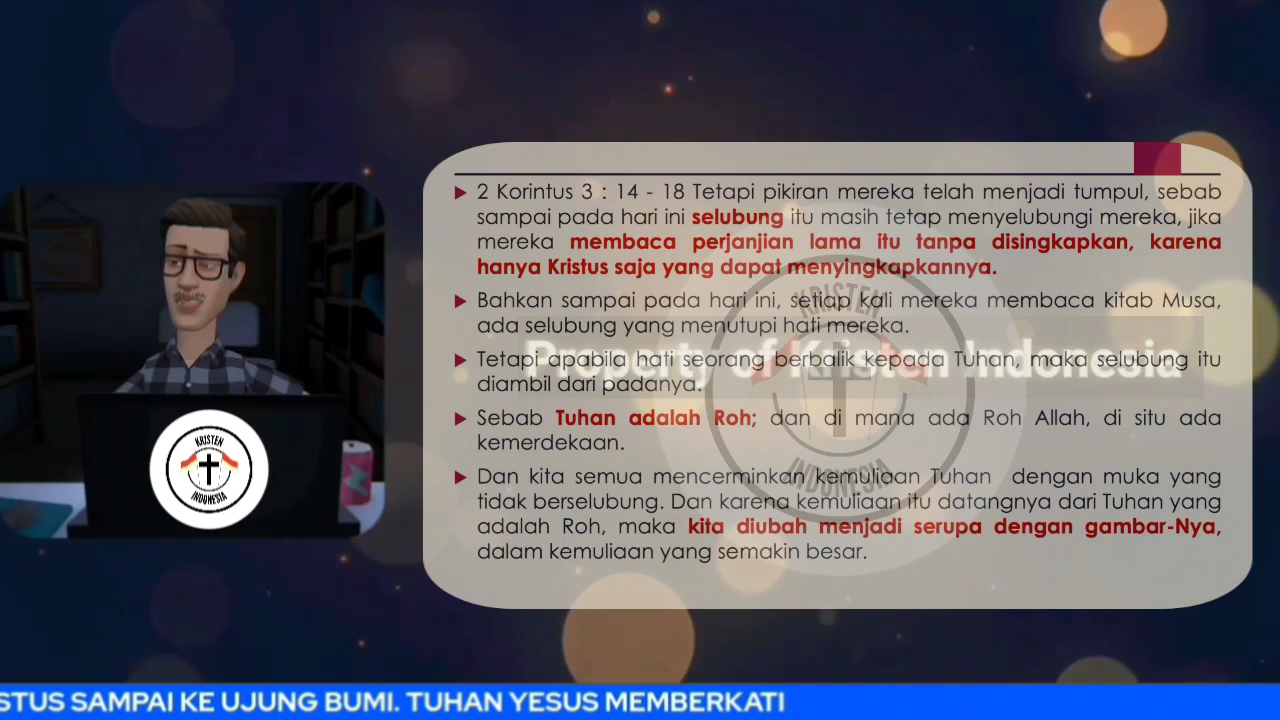 2 Korintus 3 : 14 - 18 Tetapi pikiran mereka telah menjadi tumpul, sebab
sampai pada hari ini selubung itu masih tetap menyelubungi mereka, jika
mereka membaca perjanjian lama itu tanpa disingkapkan, karena
hanya Kristus saja yang dapat menyingkapkannya.
Bahkan sampai pada hari ini, setiap kali mereka membaca kitab Musa,
ada selubung yang menutupi hati mereka.
Tetapi apabila hati seorang berbalik kepada Tuhan, maka selubung itu
diambil dari padanya.
Sebab Tuhan adalah Roh; dan di mana ada Roh Allah, di situ ada
kemerdekaan.
Dan kita semua mencerminkan kemuliaan Tuhan dengan muka yang
tidak berselubung. Dan karena kemuliaan itu datangnya dari Tuhan yang
adalah Roh, maka kita diubah menjadi serupa dengan gambar-Nya,
dalam kemuliaan yang semakin besar.
KRISTEN
INDONESIA
Property of Kristen Indonesia
KRISTEN
INDONESIA
STUS SAMPAI KE UJUNG BUMI. TUHAN YESUS MEMBERKATI